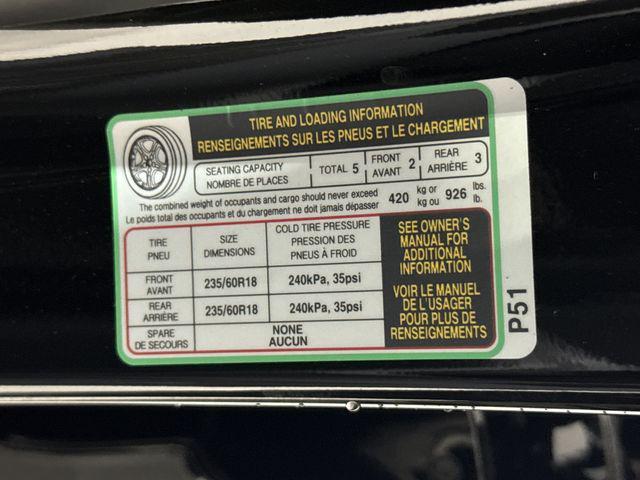 TIRE AND LOADING INFORMATION
RENSEIGNEMENTS SUR LES PNEUS ET LE CHARGEMENT
SEATING CAPACITY
NOMBRE DE PLACES
TOTAL 5
FRONT
AVANT 2
REAR
ARRIÈRE 3
The combined weight of occupants and cargo should never exceed
Le poids total des occupants et du chargement ne doit jamais dépasser
420 kg or
kg ou
926 lbs.
lb.
TIRE
PNEU
SIZE
DIMENSIONS
COLD TIRE PRESSURE
PRESSION DES
PNEUS À FROID
FRONT
AVANT
235/60R18
240kPa, 35psi
REAR
ARRIÈRE
235/60R18
240kPa, 35psi
SPARE
DE SECOURS
NONE
AUCUN
SEE OWNER'S
MANUAL FOR
ADDITIONAL
INFORMATION
VOIR LE MANUEL
DE L'USAGER
POUR PLUS DE
RENSEIGNEMENTS
P51